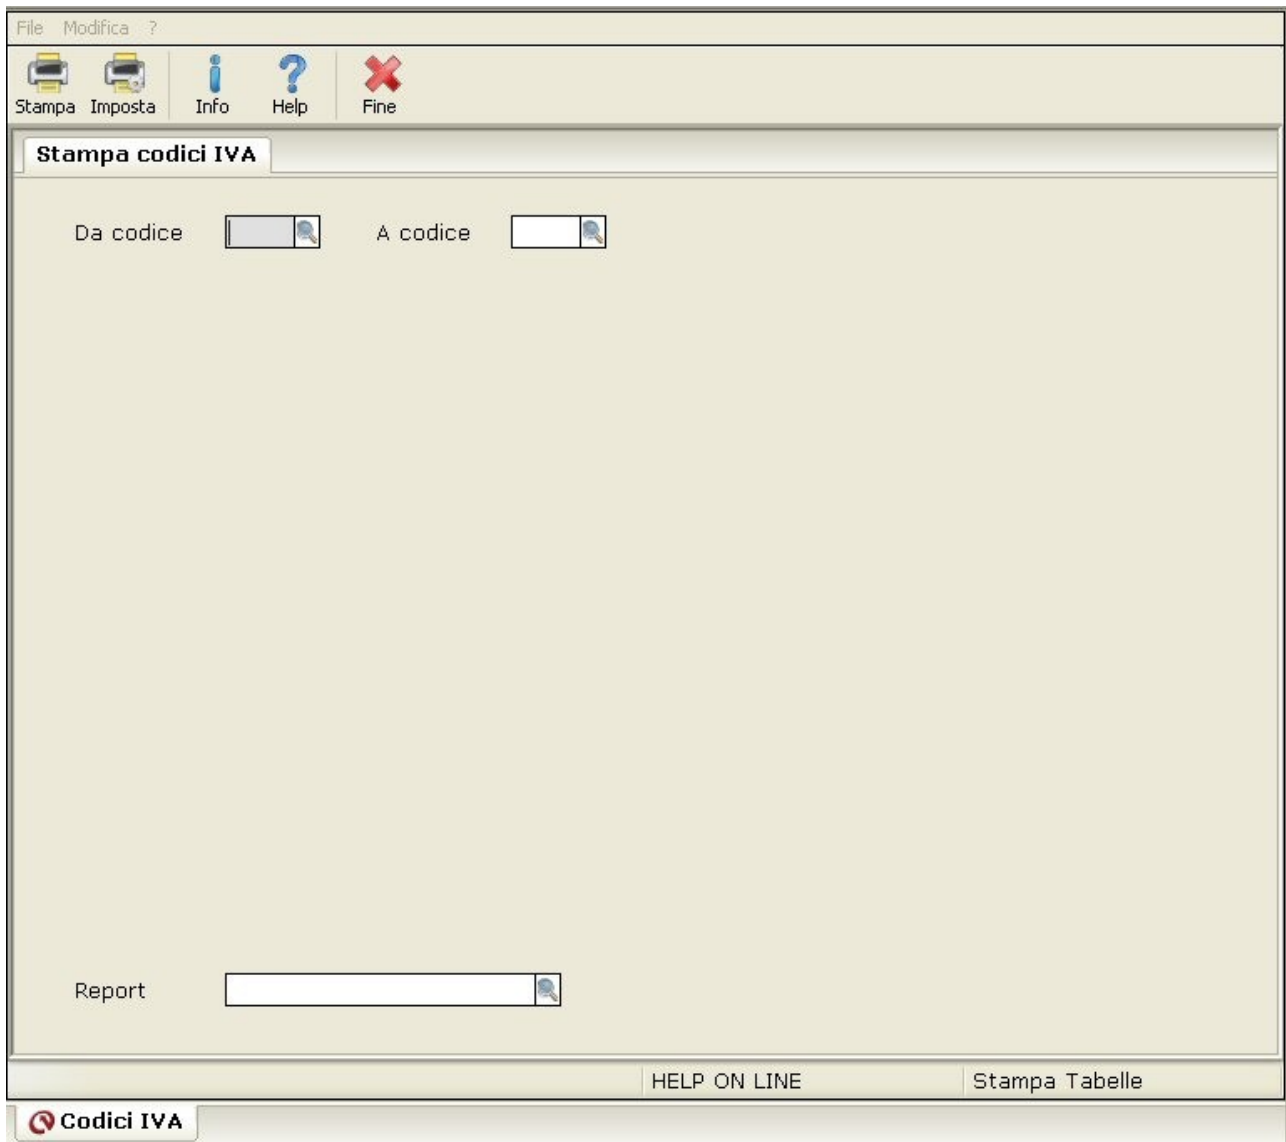 File Modifica ?
Stampa Imposta Info Help Fine
Stampa codici IVA
Da codice A codice
Report
HELP ON LINE Stampa Tabelle
Codici IVA